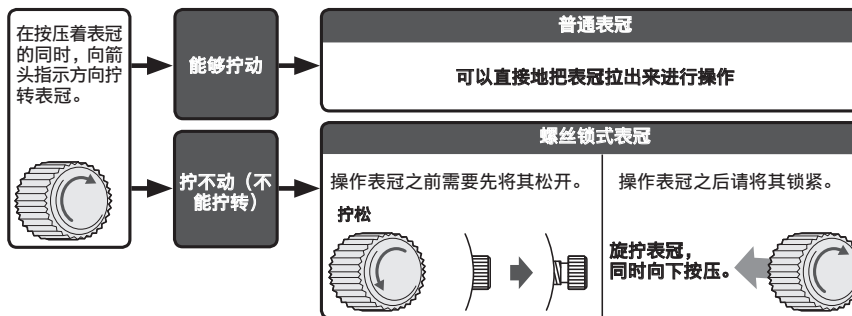 在按压着表冠
的同时，向箭
头指示方向拧
转表冠。
能够拧动
普通表冠
可以直接地把表冠拉出来进行操作
拧不动（不
能拧转）
螺丝锁式表冠
操作表冠之前需要先将其松开。
拧松
操作表冠之后请将其锁紧。
旋拧表冠，
同时向下按压。